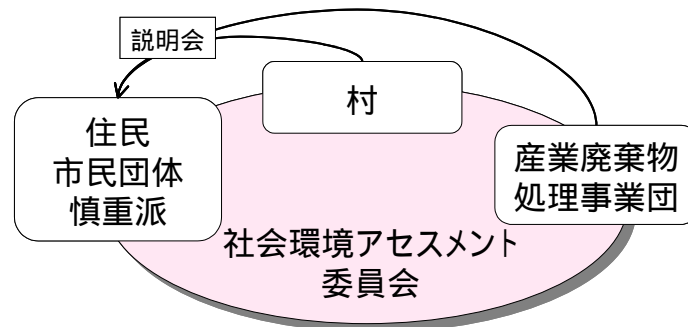 説明会
村
住民
市民団体
慎重派
産業廃棄物
処理事業団
社会環境アセスメント
委員会